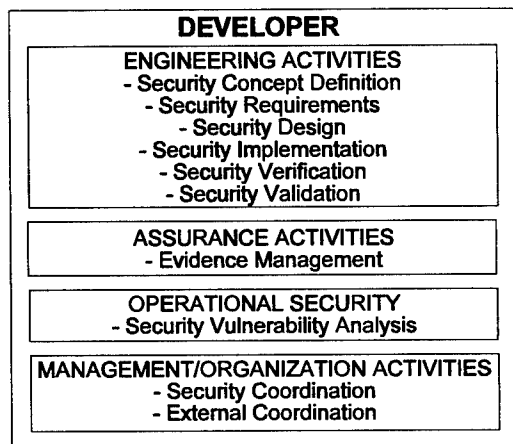 DEVELOPER
ENGINEERING ACTIVITIES
- Security Concept Definition
- Security Requirements
- Security Design
- Security Implementation
- Security Verification
- Security Validation
ASSURANCE ACTIVITIES
- Evidence Management
OPERATIONAL SECURITY
- Security Vulnerability Analysis
MANAGEMENT/ORGANIZATION ACTIVITIES
- Security Coordination
- External Coordination